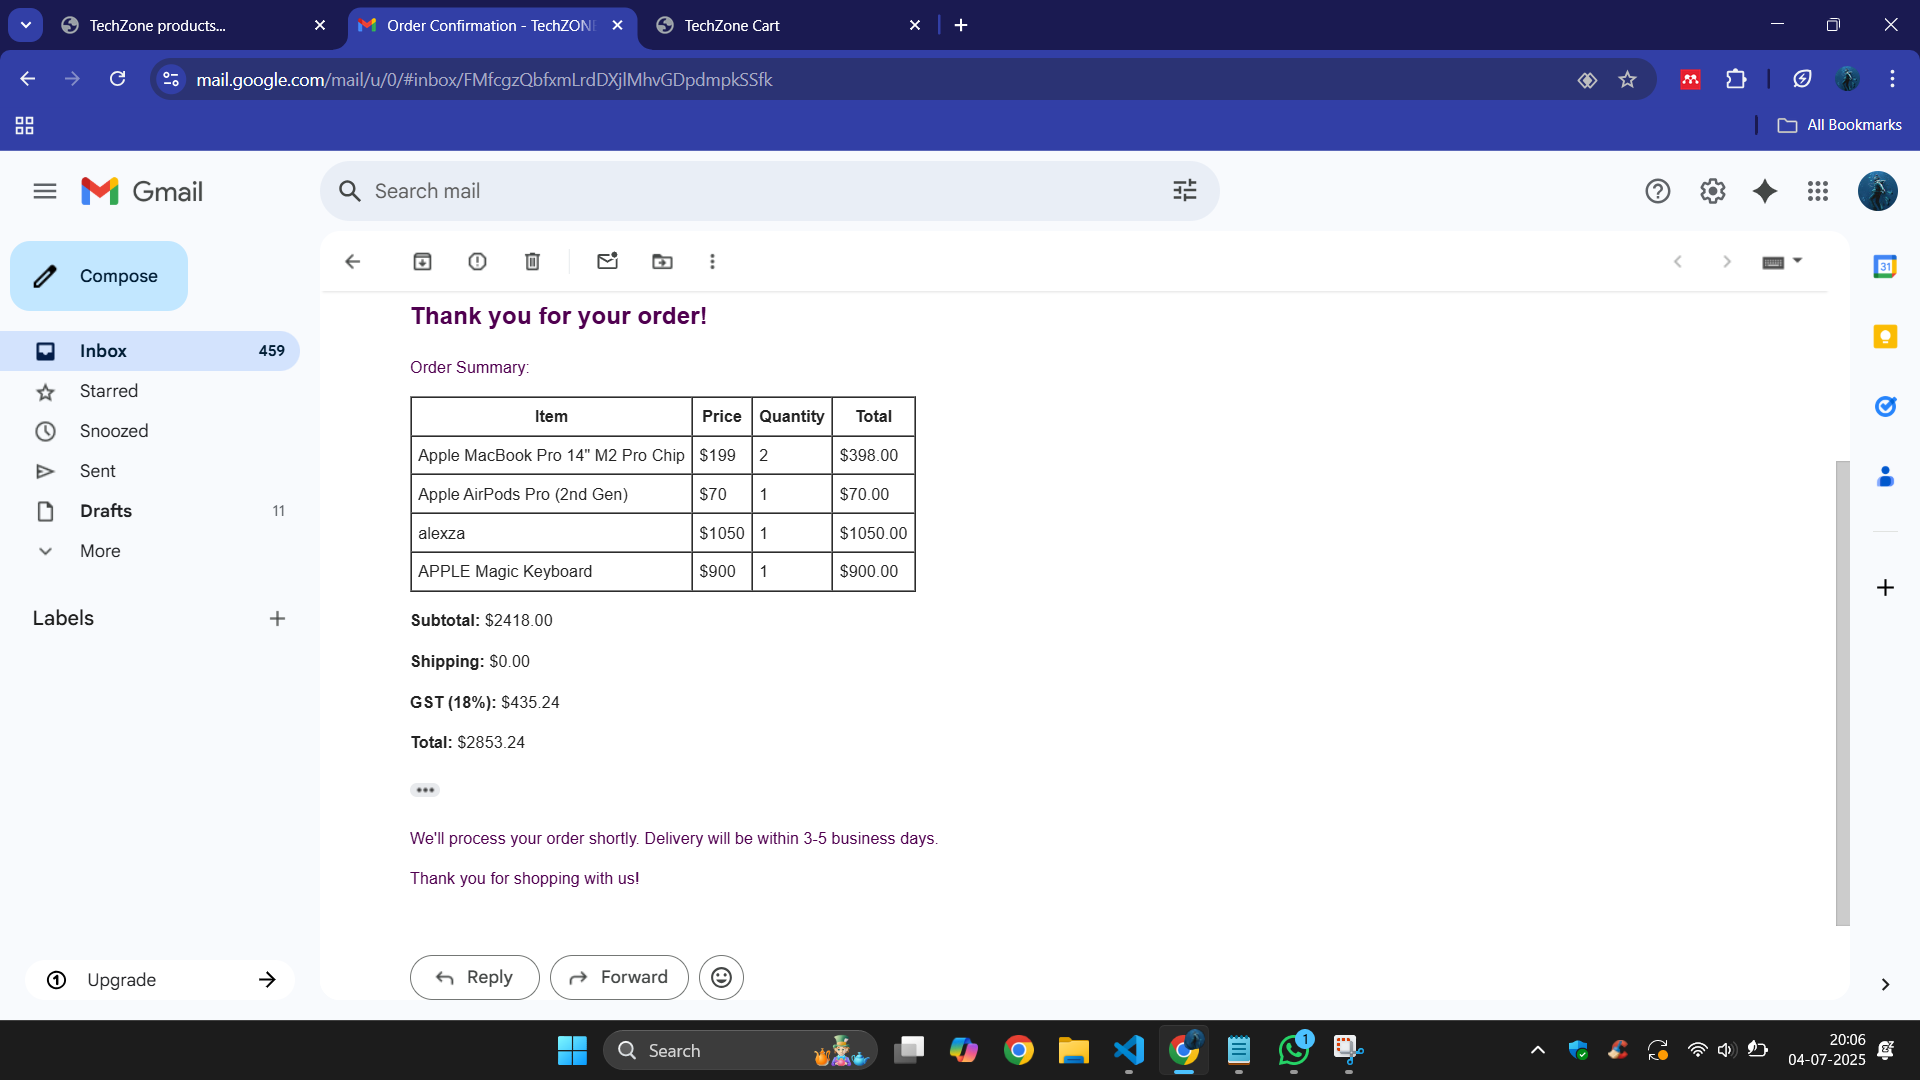 TechZone products...
Order Confirmation - TechZON
TechZone Cart
mail.google.com/mail/u/0/#inbox/FMfcgzQbfxmLrdDXjlMhvGDpdmpkSSfk
All Bookmarks
Gmail
Search mail
Compose
Inbox 459
Starred
Snoozed
Sent
Drafts 11
More
Labels
Upgrade
Thank you for your order!
Order Summary:
Item Price Quantity Total
Apple MacBook Pro 14" M2 Pro Chip $199 2 $398.00
Apple AirPods Pro (2nd Gen) $70 1 $70.00
alexza $1050 1 $1050.00
APPLE Magic Keyboard $900 1 $900.00
Subtotal: $2418.00
Shipping: $0.00
GST (18%): $435.24
Total: $2853.24
We'll process your order shortly. Delivery will be within 3-5 business days.
Thank you for shopping with us!
Reply
Forward
31
Search
1
20:06
04-07-2025